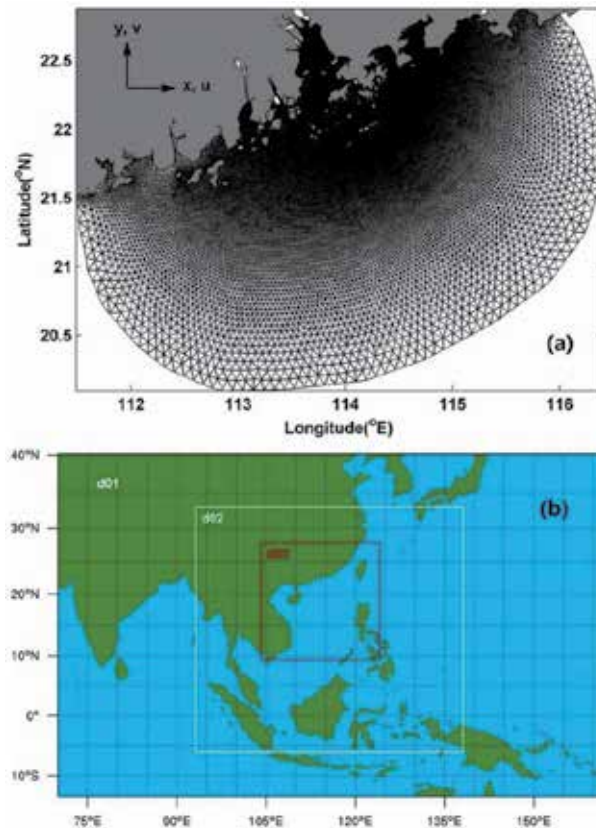 y, v
x, u
22.5
22
21.5
21
20.5
Latitude(°N)
(a)
112
113
114
115
116
Longitude(°E)
40°N
30°N
20°N
10°N
0°
10°S
d01
d02
(b)
75°E
90°E
105°E
120°E
135°E
150°E